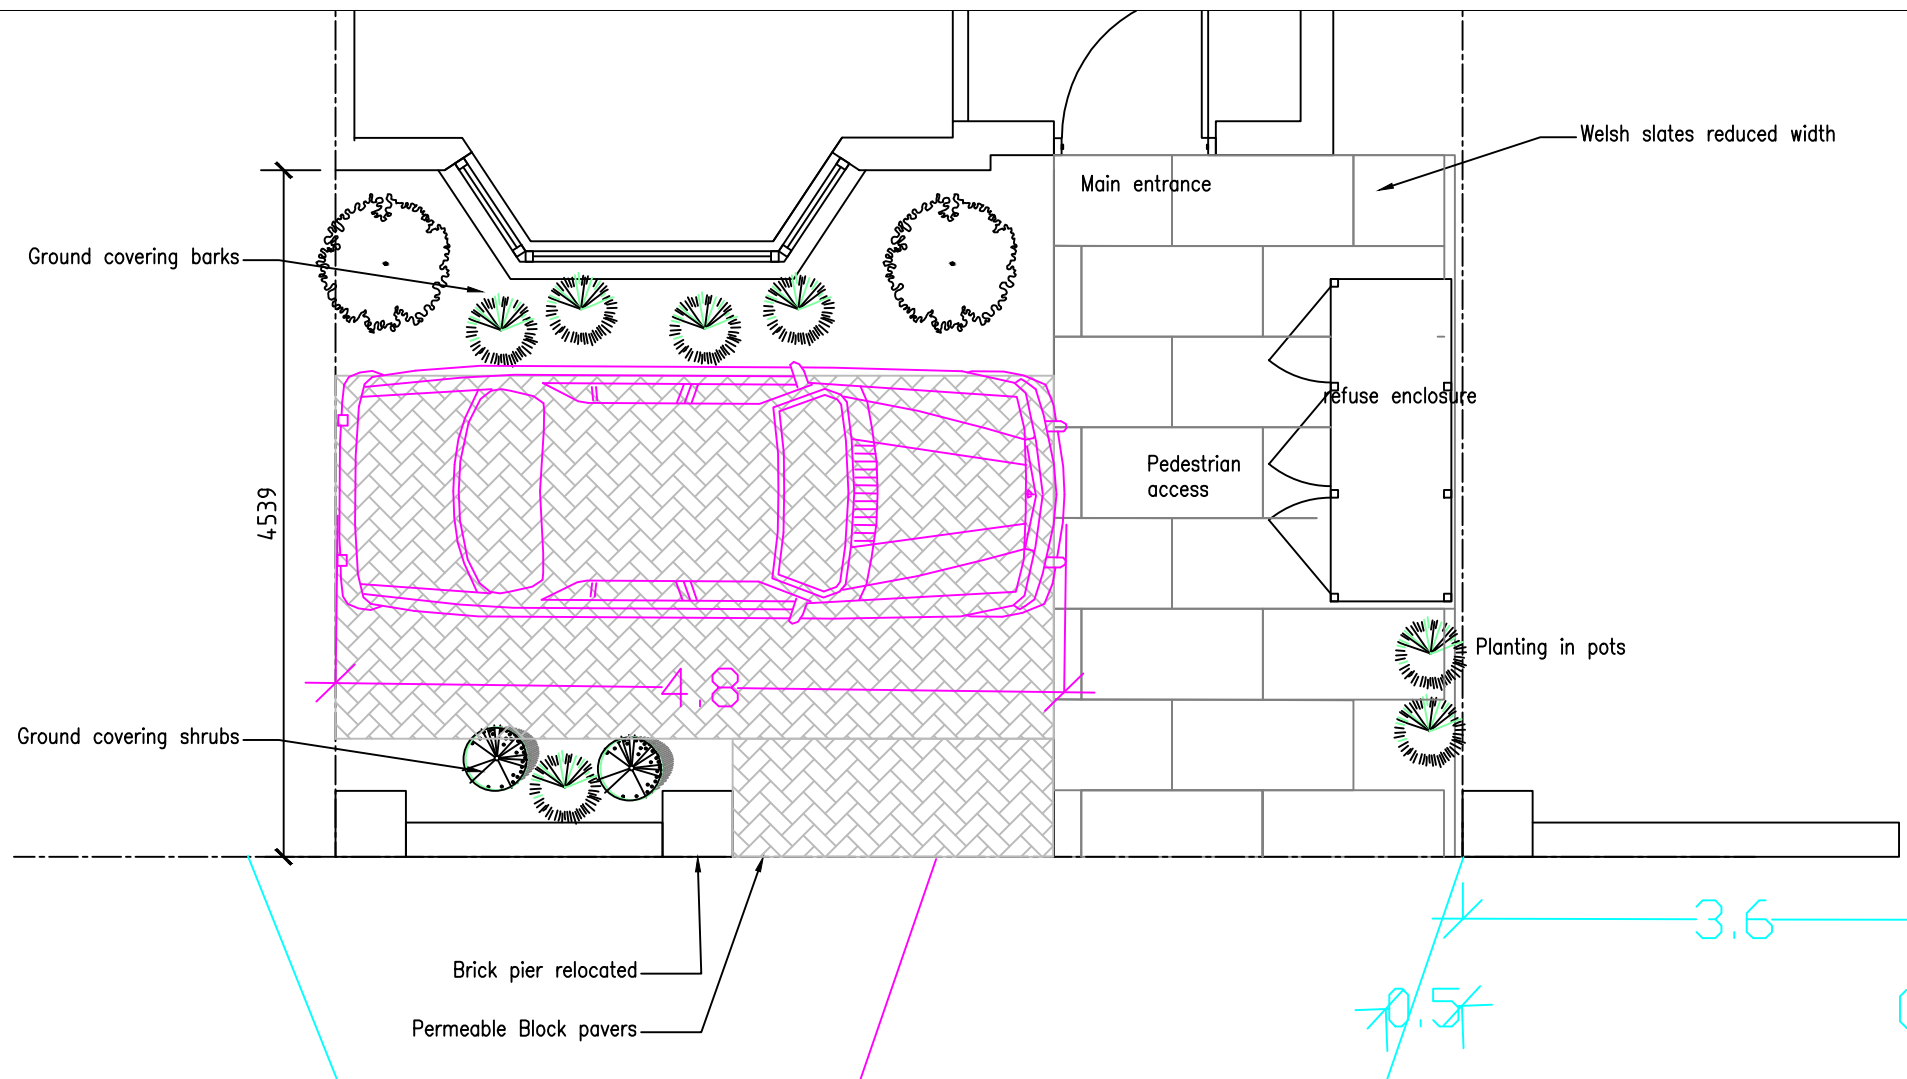 Welsh slates reduced width
Main entrance
Ground covering barks
refuse enclosure
Pedestrian
access
4539
Planting in pots
4.8
Ground covering shrubs
3.6
Brick pier relocated
0.5
Permeable Block pavers